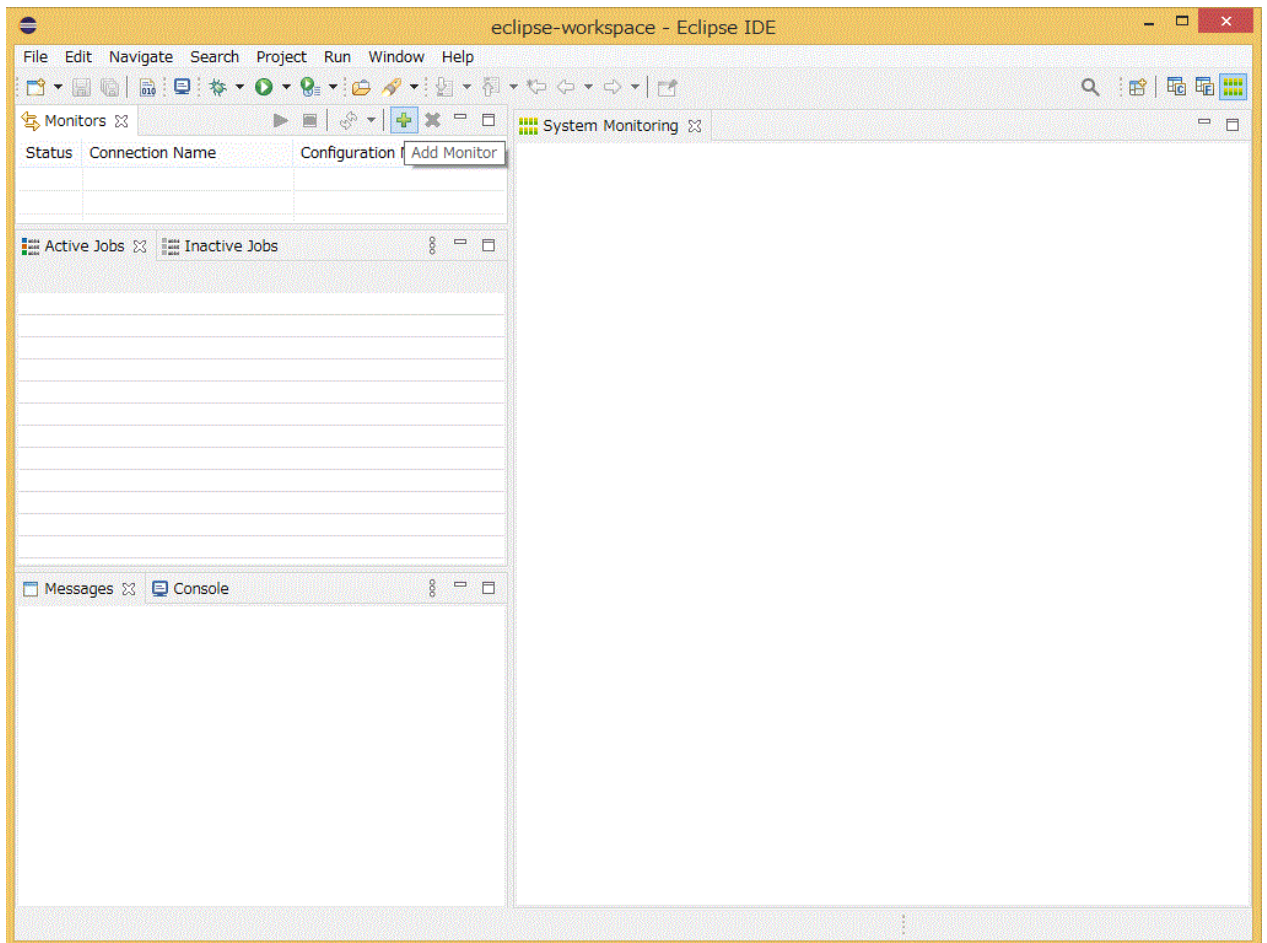 eclipse-workspace - Eclipse IDE
File Edit Navigate Search Project Run Window Help
Monitors
Status Connection Name Configuration
Add Monitor
System Monitoring
Active Jobs Inactive Jobs
Messages Console